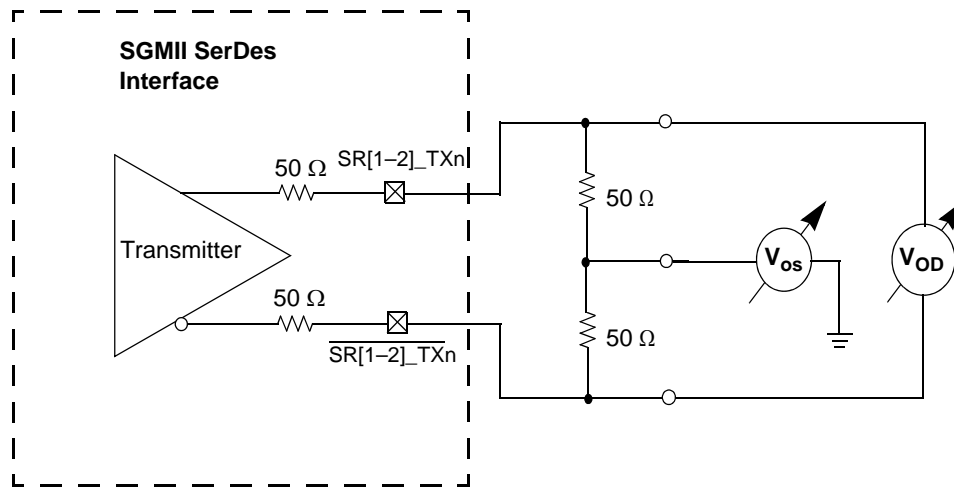 SGMII SerDes
Interface
50 Ω
SR[1–2]_TXn
50 Ω
Transmitter
Vos
VOD
50 Ω
50 Ω
SR[1–2]_TXn